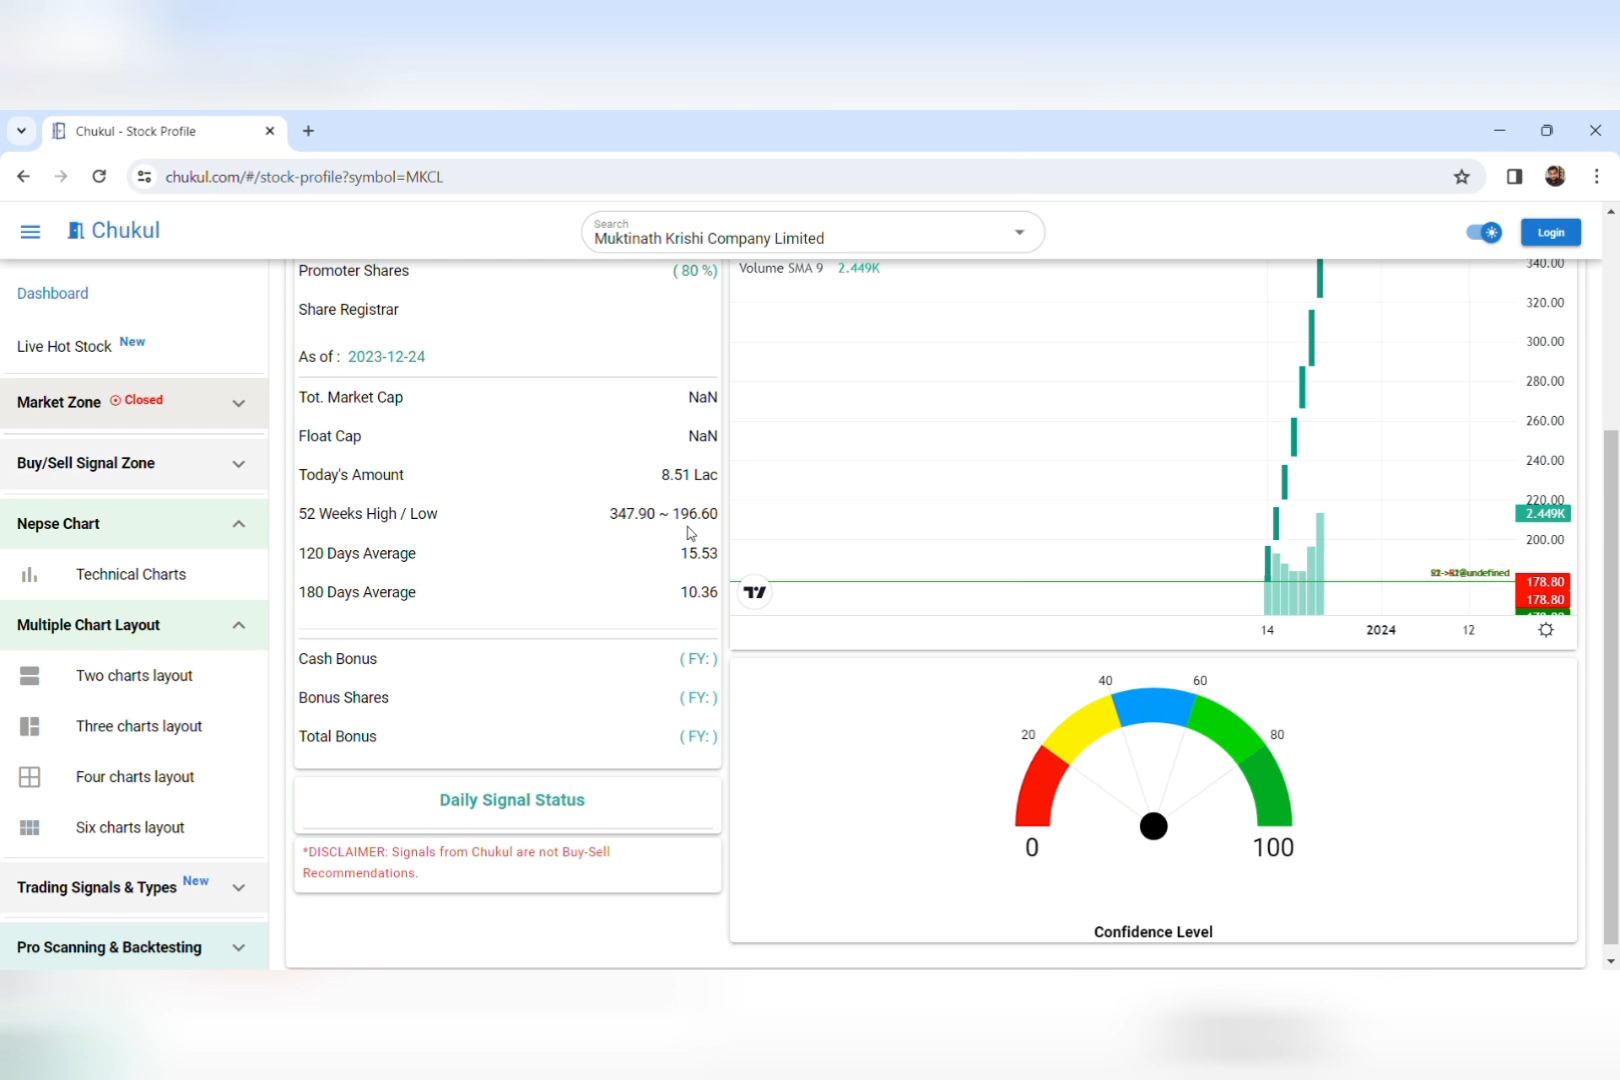 Chukul - Stock Profile
chukul.com/#/stock-profile?symbol=MKCL
Chukul
Search
Muktinath Krishi Company Limited
Login
Dashboard
Live Hot Stock New
Market Zone Closed
Buy/Sell Signal Zone
Nepse Chart
Technical Charts
Multiple Chart Layout
Two charts layout
Three charts layout
Four charts layout
Six charts layout
Trading Signals & Types New
Pro Scanning & Backtesting
Promoter Shares ( 80 %)
Share Registrar
As of : 2023-12-24
Tot. Market Cap NaN
Float Cap NaN
Today's Amount 8.51 Lac
52 Weeks High / Low 347.90 ~ 196.60
120 Days Average 15.53
180 Days Average 10.36
Cash Bonus ( FY: )
Bonus Shares ( FY: )
Total Bonus ( FY: )
Daily Signal Status
*DISCLAIMER: Signals from Chukul are not Buy-Sell
Recommendations.
Volume SMA 9 2.449K
340.00
320.00
300.00
280.00
260.00
240.00
220.00
2.449K
200.00
178.80
178.80
14 2024 12
0 20 40 60 80 100
Confidence Level